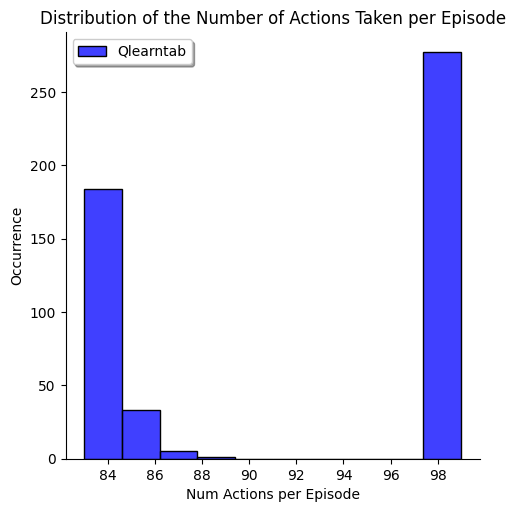 Distribution of the Number of Actions Taken per Episode
Qlearntab
250
200
150
100
50
0
Occurrence
84 86 88 90 92 94 96 98
Num Actions per Episode